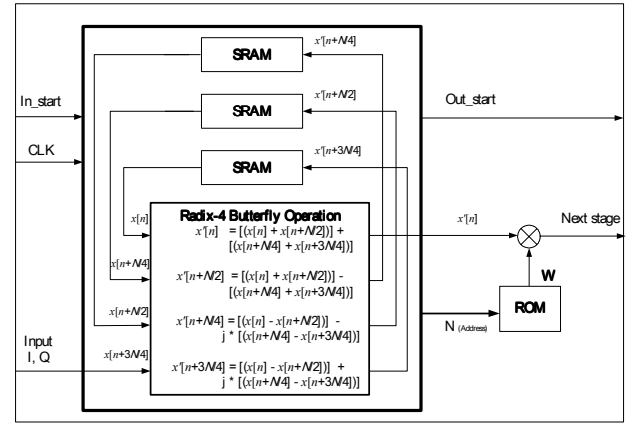 SRAM
x'[n+N/4]
SRAM
x'[n+N/2]
SRAM
x'[n+3N/4]
In_start
CLK
Out_start
Radix-4 Butterfly Operation
x'[n] = [(x[n] + x[n+N/2])] +
[(x[n+N/4] + x[n+3N/4])]
x'[n+N/2] = [(x[n] + x[n+N/2])] -
[(x[n+N/4] + x[n+3N/4])]
x'[n+N/4] = [(x[n] - x[n+N/2])] -
j * [(x[n+N/4] - x[n+3N/4])]
x'[n+3N/4] = [(x[n] - x[n+N/2])] +
j * [(x[n+N/4] - x[n+3N/4])]
x[n]
x[n+N/4]
x[n+N/2]
x[n+3N/4]
Input
I, Q
x'[n]
Next stage
W
ROM
N (Address)